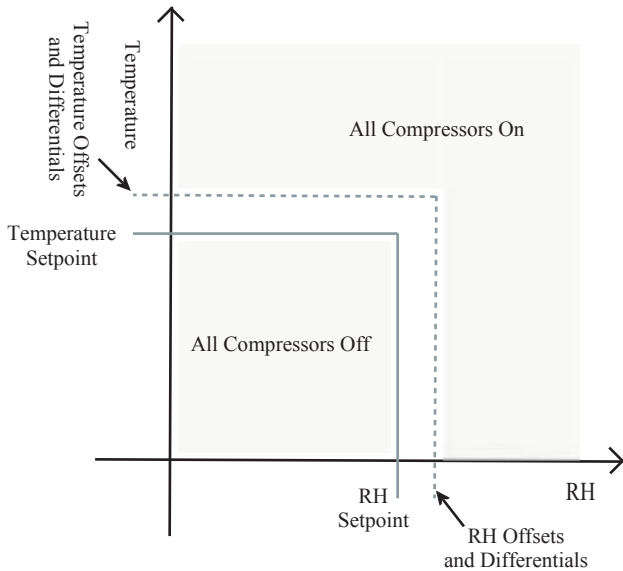 Temperature
Temperature Offsets
and Differentials
All Compressors On
Temperature
Setpoint
All Compressors Off
RH
Setpoint
RH
RH Offsets
and Differentials